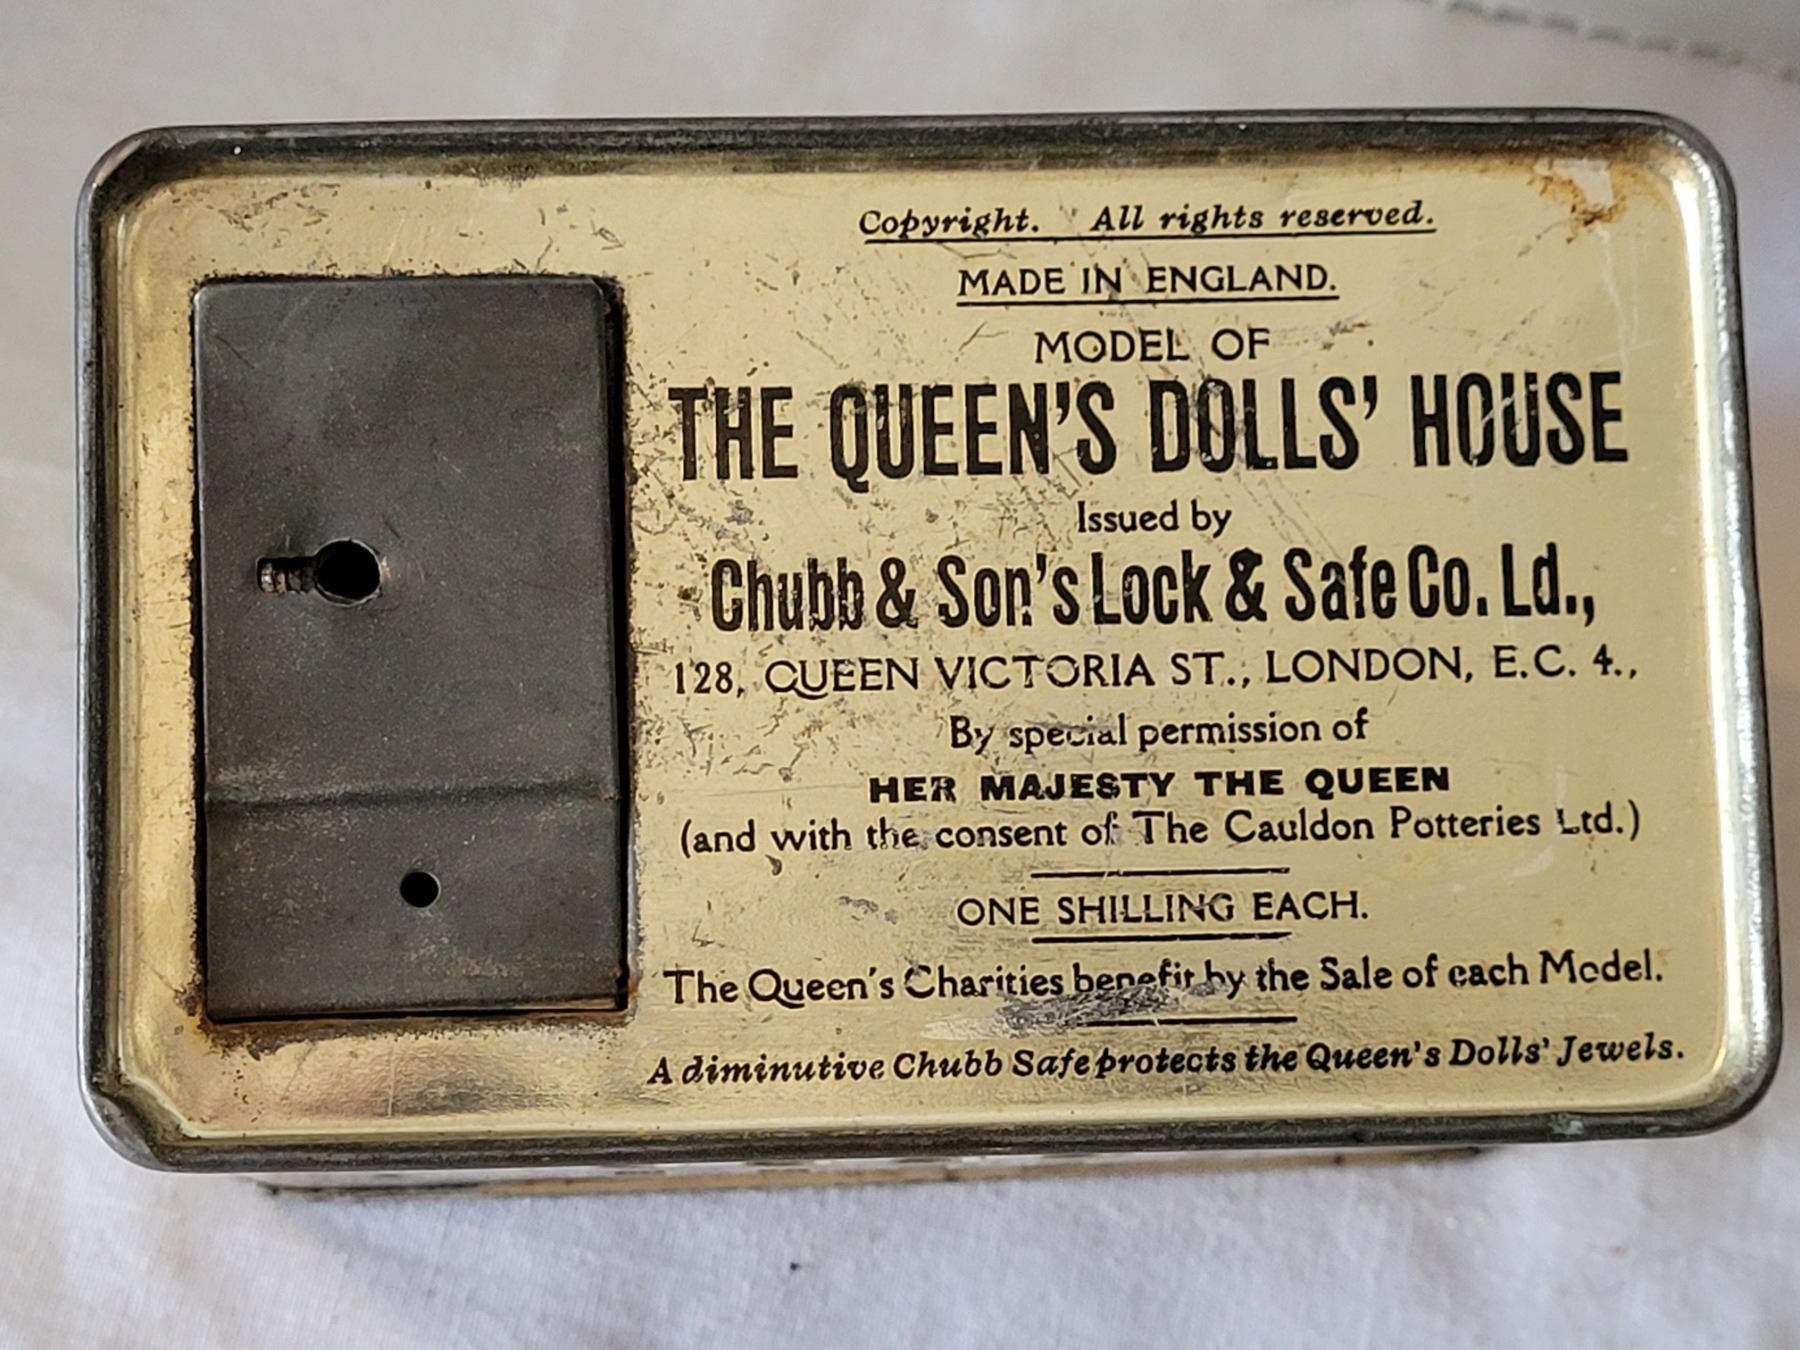 Copyright. All rights reserved.
MADE IN ENGLAND.
MODEL OF
THE QUEEN'S DOLLS' HOUSE
Issued by
Chubb & Son's Lock & Safe Co. Ld.,
128, QUEEN VICTORIA ST., LONDON, E.C. 4.,
By special permission of
HER MAJESTY THE QUEEN
(and with the consent of The Cauldon Potteries Ltd.)
ONE SHILLING EACH.
The Queen's Charities benefit by the Sale of each Model.
A diminutive Chubb Safe protects the Queen's Dolls' Jewels.